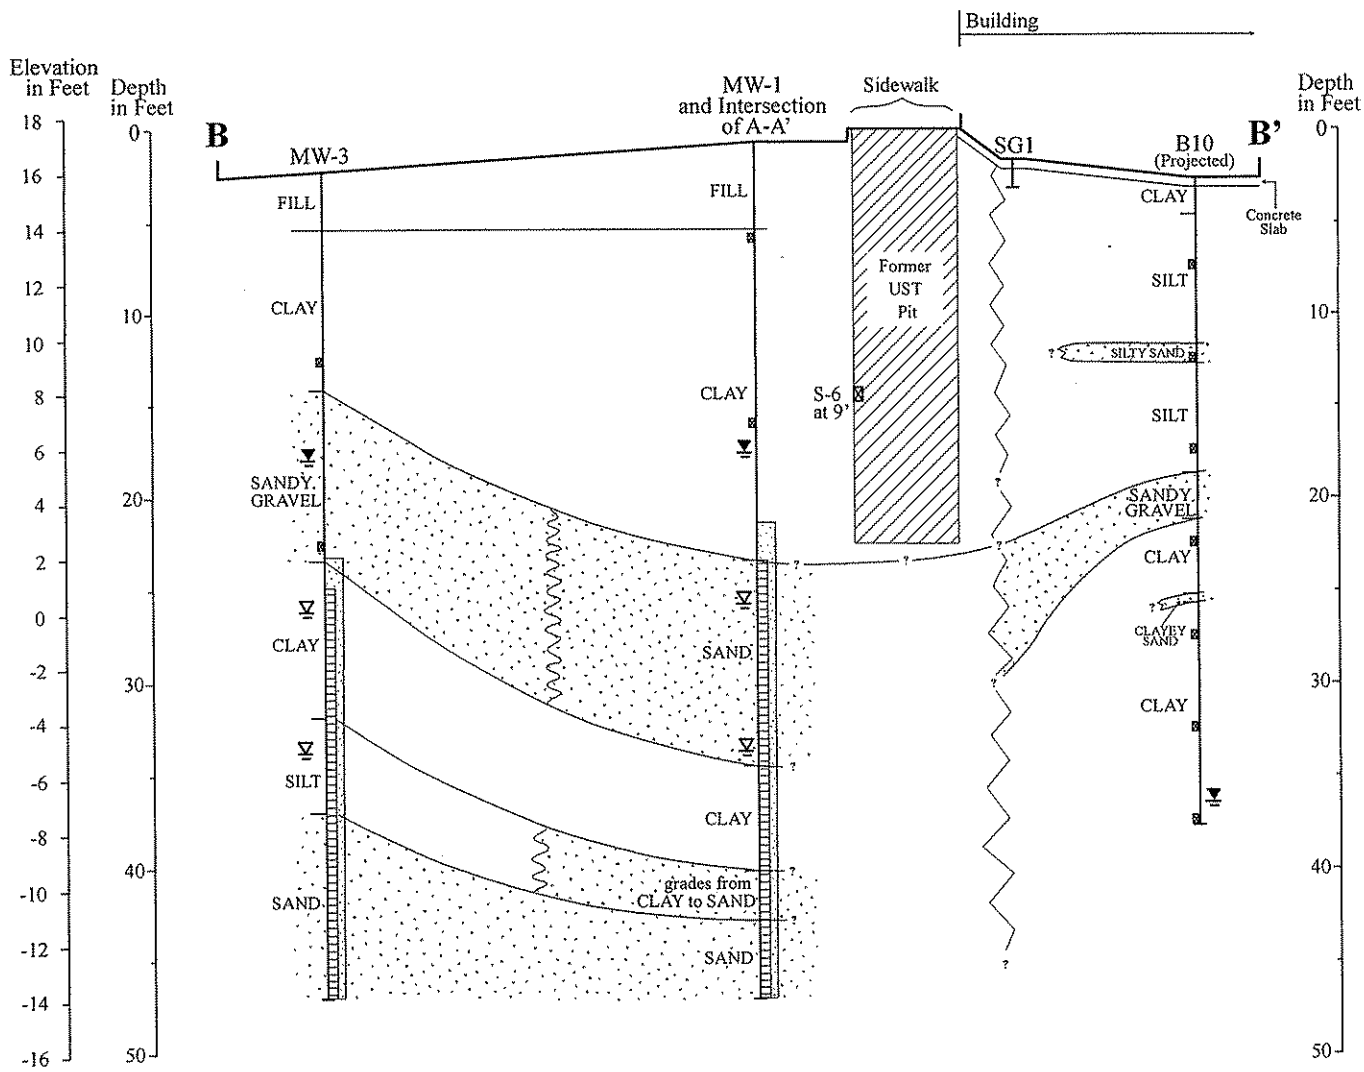 Building
Elevation
in Feet
Depth
in Feet
MW-1
and Intersection
of A-A'
Sidewalk
Depth
in Feet
18
16
14
12
10
8
6
4
2
0
-2
-4
-6
-8
-10
-12
-14
-16
0
10
20
30
40
50
B
MW-3
FILL
CLAY
SANDY
GRAVEL
CLAY
SILT
SAND
FILL
CLAY
SAND
CLAY
grades from
CLAY to SAND
SAND
?
?
?
?
Former
UST
Pit
S-6
at 9'
?
SG1
?
?
?
?
B10
(Projected)
B'
Concrete
Slab
CLAY
SILT
? SILTY SAND
SILT
SANDY
GRAVEL
CLAY
?
CLAYEY
SAND
CLAY
0
10
20
30
40
50